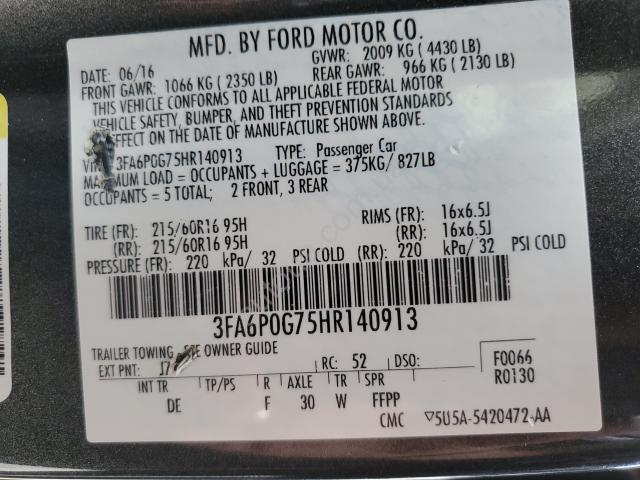 MFD. BY FORD MOTOR CO.
DATE: 06/16 GVWR: 2009 KG (4430 LB)
FRONT GAWR: 1066 KG (2350 LB) REAR GAWR: 966 KG (2130 LB)
THIS VEHICLE CONFORMS TO ALL APPLICABLE FEDERAL MOTOR
VEHICLE SAFETY, BUMPER, AND THEFT PREVENTION STANDARDS
EFFECT ON THE DATE OF MANUFACTURE SHOWN ABOVE.
3FA6P0G75HR140913 TYPE: Passenger Car
MAXIMUM LOAD = OCCUPANTS + LUGGAGE = 375KG/ 827LB
OCCUPANTS = 5 TOTAL; 2 FRONT, 3 REAR
TIRE (FR): 215/60R16 95H RIMS (FR): 16x6.5J
(RR): 215/60R16 95H (RR): 16x6.5J
PRESSURE (FR): 220 kPa/ 32 PSI COLD (RR): 220 kPa/ 32 PSI COLD
3FA6P0G75HR140913
TRAILER TOWING - SEE OWNER GUIDE
EXT PNT: J7 RC: 52 DSO: F0066
INT TR TP/PS R AXLE TR SPR R0130
DE F 30 W FFPP
CMC ▽5U5A-5420472 AA